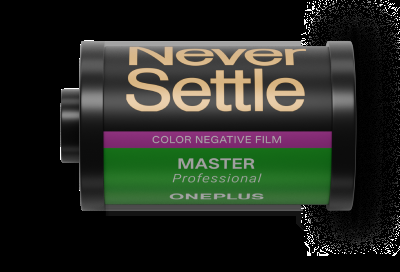 Never
Settle
COLOR NEGATIVE FILM
MASTER
Professional
ONEPLUS